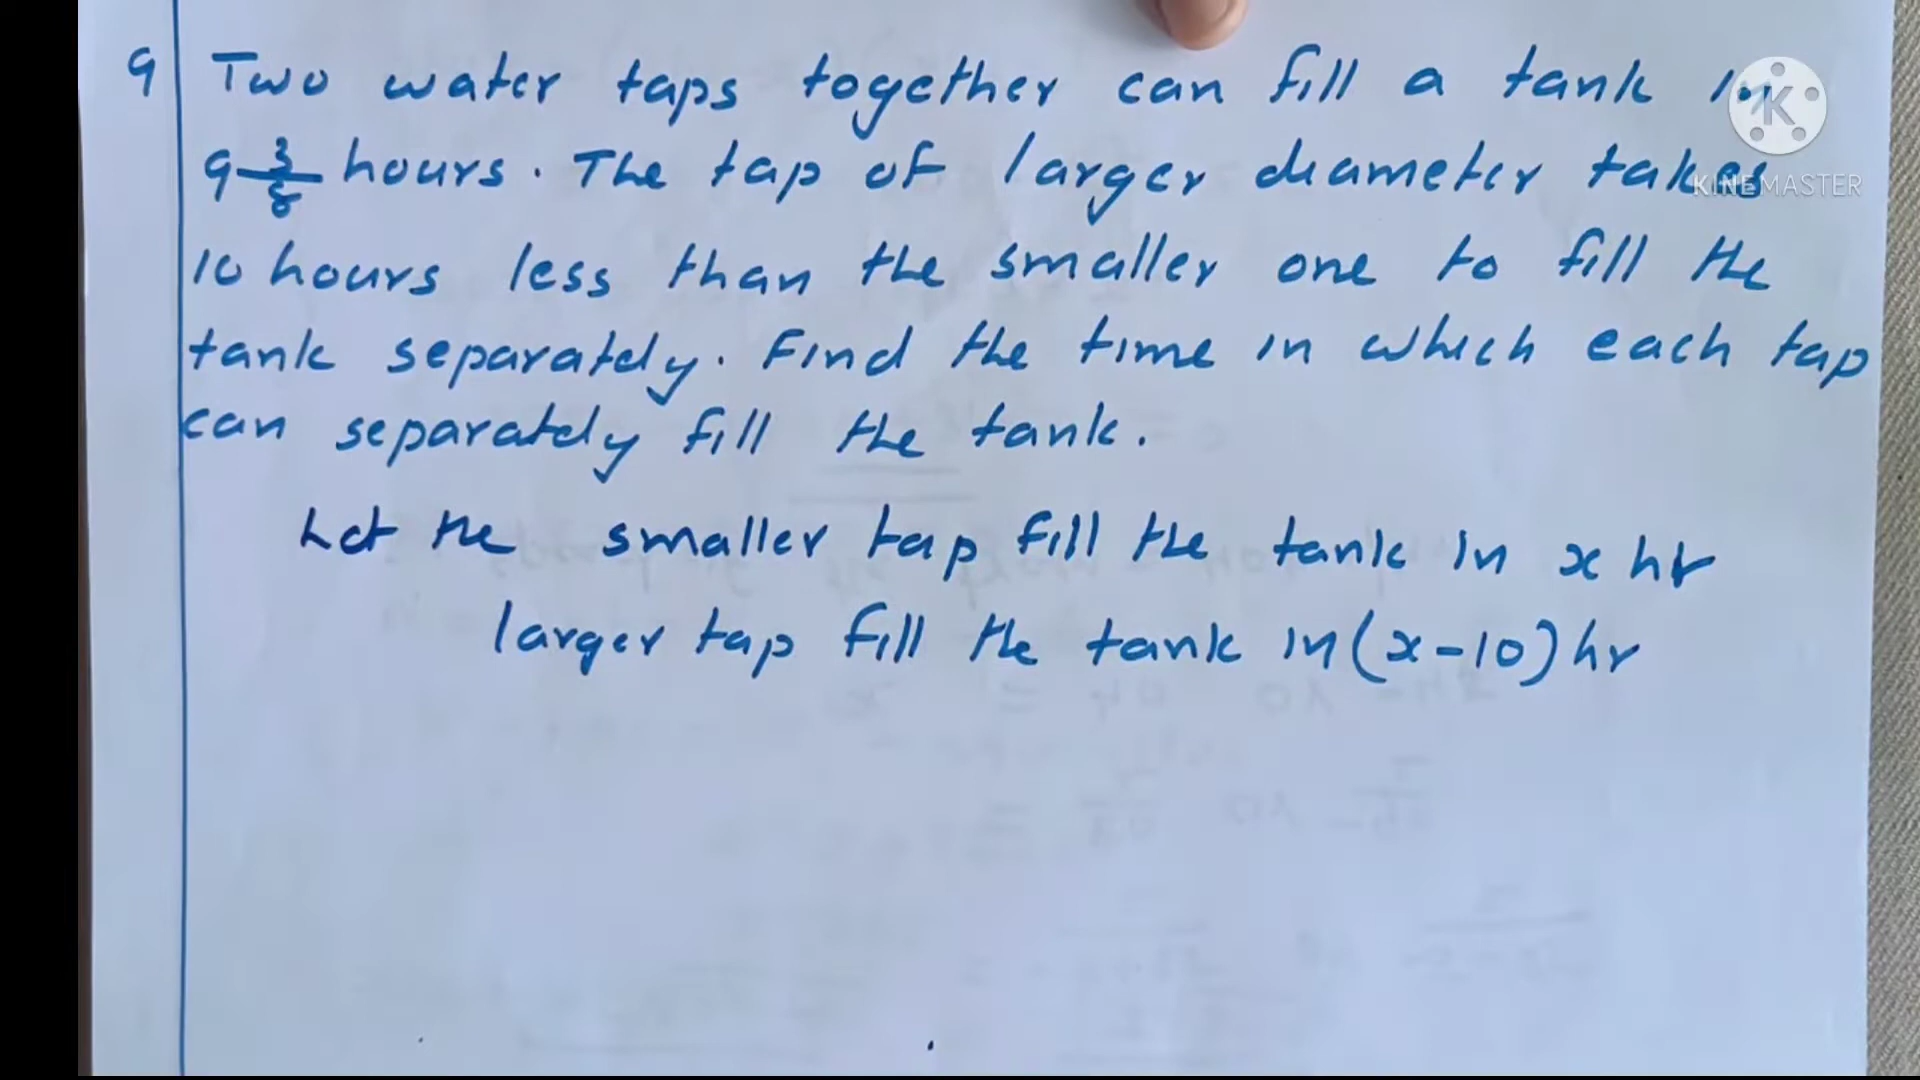 9 Two water taps together can fill a tank in
9 3/8 hours. The tap of larger diameter takes
10 hours less than the smaller one to fill the
tank separately. Find the time in which each tap
can separately fill the tank.
Let the smaller tap fill the tank in x hr
larger tap fill the tank in (x-10) hr
K
KINEMASTER